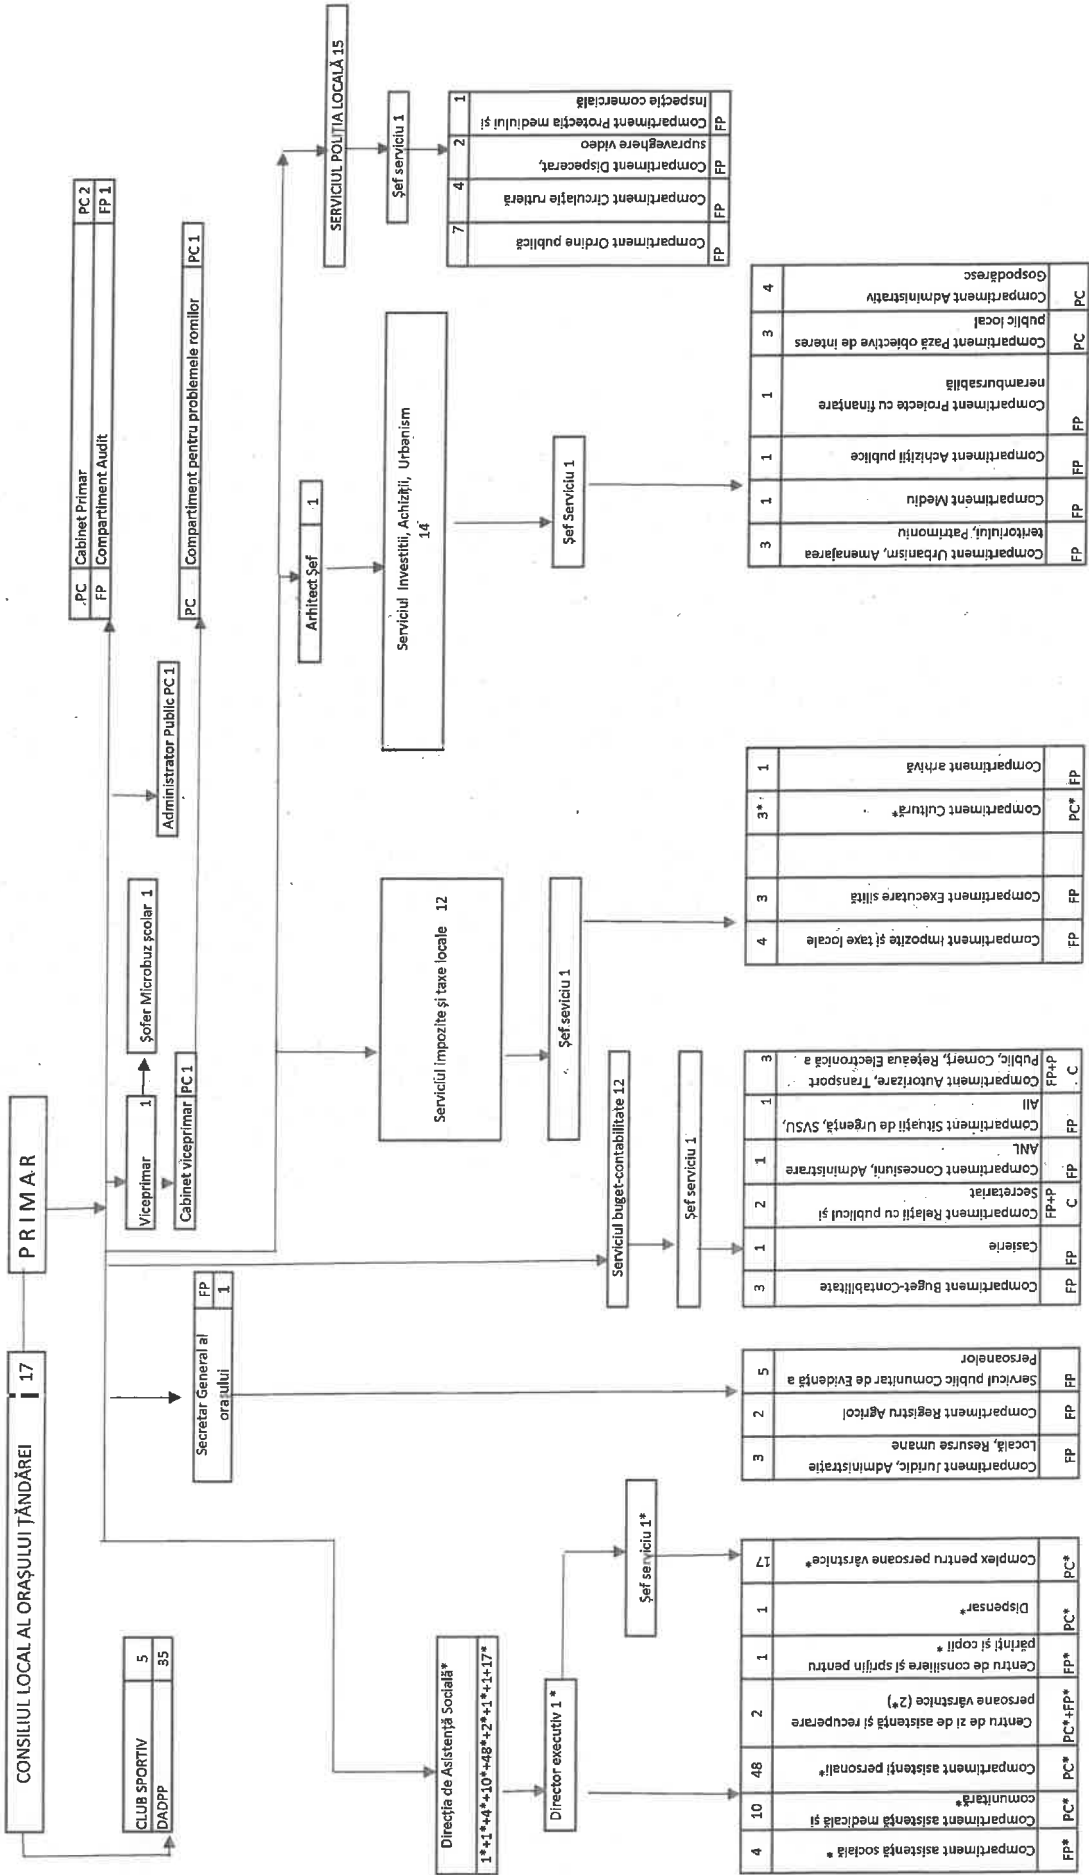 CONSILIUL LOCAL AL ORAȘULUI ȚĂNDĂREI
17
PRIMAR
CLUB SPORTIV 5
DADPP 35
Viceprimar 1
Șofer Microbuz școlar 1
Cabinet viceprimar PC 1
Administrator Public PC 1
PC Cabinet Primar PC 2
FP Compartiment Audit FP 1
PC Compartiment pentru problemele romilor PC 1
Secretar General al FP
orașului 1
Arhitect Șef 1
SERVICIUL POLIȚIA LOCALĂ 15
Șef serviciu 1
7 Compartiment Ordine publică FP
4 Compartiment Circulație rutieră FP
2 Compartiment Dispecerat,
supraveghere video FP
1 Compartiment Protecția mediului și
Inspecție comercială FP
Serviciul Investitii, Achiziții, Urbanism
14
Șef Serviciu 1
3 Compartiment Urbanism, Amenajarea
teritoriului, Patrimoniu FP
1 Compartiment Mediu FP
1 Compartiment Achiziții publice FP
1 Compartiment Proiecte cu finanțare
nerambursabilă FP
3 Compartiment Pază obiective de interes
public local PC
4 Compartiment Administrativ
Gospodăresc PC
Serviciul impozite și taxe locale 12
Șef seviciu 1
4 Compartiment Impozite și taxe locale FP
3 Compartiment Executare silită FP
3* Compartiment Cultură* PC*
1 Compartiment arhivă FP
Serviciul buget-contabilitate 12
Șef serviciu 1
3 Compartiment Buget-Contabilitate FP
1 Casierie FP
2 Compartiment Relații cu publicul și
Secretariat FP+P
C
1 Compartiment Concesiuni, Administrare
ANL FP
1 Compartiment Situații de Urgență, SVSU,
All
3 Compartiment Autorizare, Transport
Public, Comerț, Rețeaua Electronică a FP+P
C
3 Compartiment Juridic, Administrație
Locală, Resurse umane FP
2 Compartiment Registru Agricol FP
5 Servicul public Comunitar de Evidență a
Persoanelor FP
Direcția de Asistență Socială*
1*+1*+4*+10*+48*+2*+1*+1+17*
Director executiv 1 *
Șef serviciu 1*
4 Compartiment asistență socială * FP*
10 Compartiment asistență medicală și
comunitară* PC*
48 Compartiment asistenți personali* PC*
2 Centru de zi de asistență și recuperare
persoane vârstnice (2*) PC*+FP*
1 Centru de consiliere și sprijin pentru
părinți și copii * FP*
1 Dispensar* PC*
17 Complex pentru persoane vârstnice* PC*